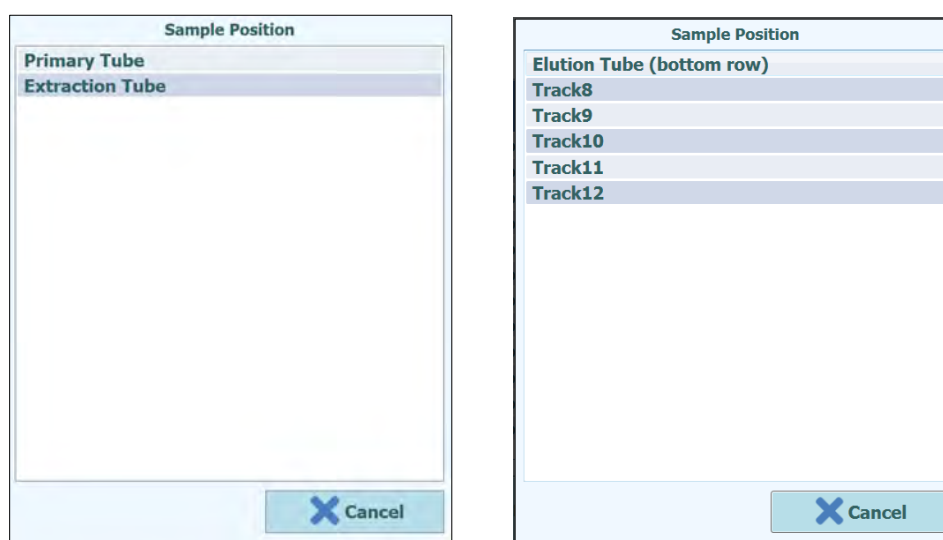 Sample Position
Primary Tube
Extraction Tube
Cancel
Sample Position
Elution Tube (bottom row)
Track8
Track9
Track10
Track11
Track12
Cancel